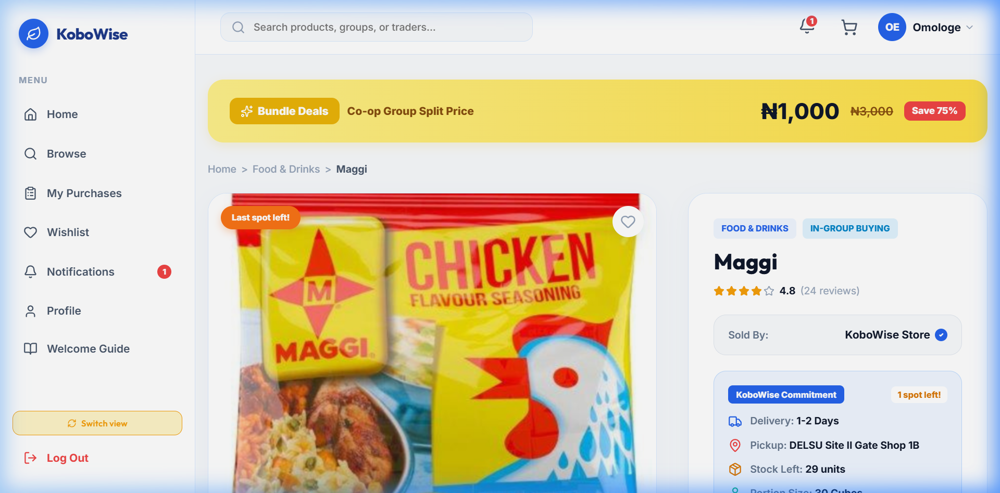 KoboWise
MENU
Home
Browse
My Purchases
Wishlist
Notifications 1
Profile
Welcome Guide
Switch view
Log Out
Search products, groups, or traders...
1
OE Omologe
Bundle Deals Co-op Group Split Price ₦1,000 ₦3,000 Save 75%
Home > Food & Drinks > Maggi
Last spot left!
CHICKEN
FLAVOUR SEASONING
M
MAGGI
FOOD & DRINKS IN-GROUP BUYING
Maggi
4.8 (24 reviews)
Sold By: KoboWise Store
KoboWise Commitment 1 spot left!
Delivery: 1-2 Days
Pickup: DELSU Site II Gate Shop 1B
Stock Left: 29 units
Portion Size: 30 Cubes